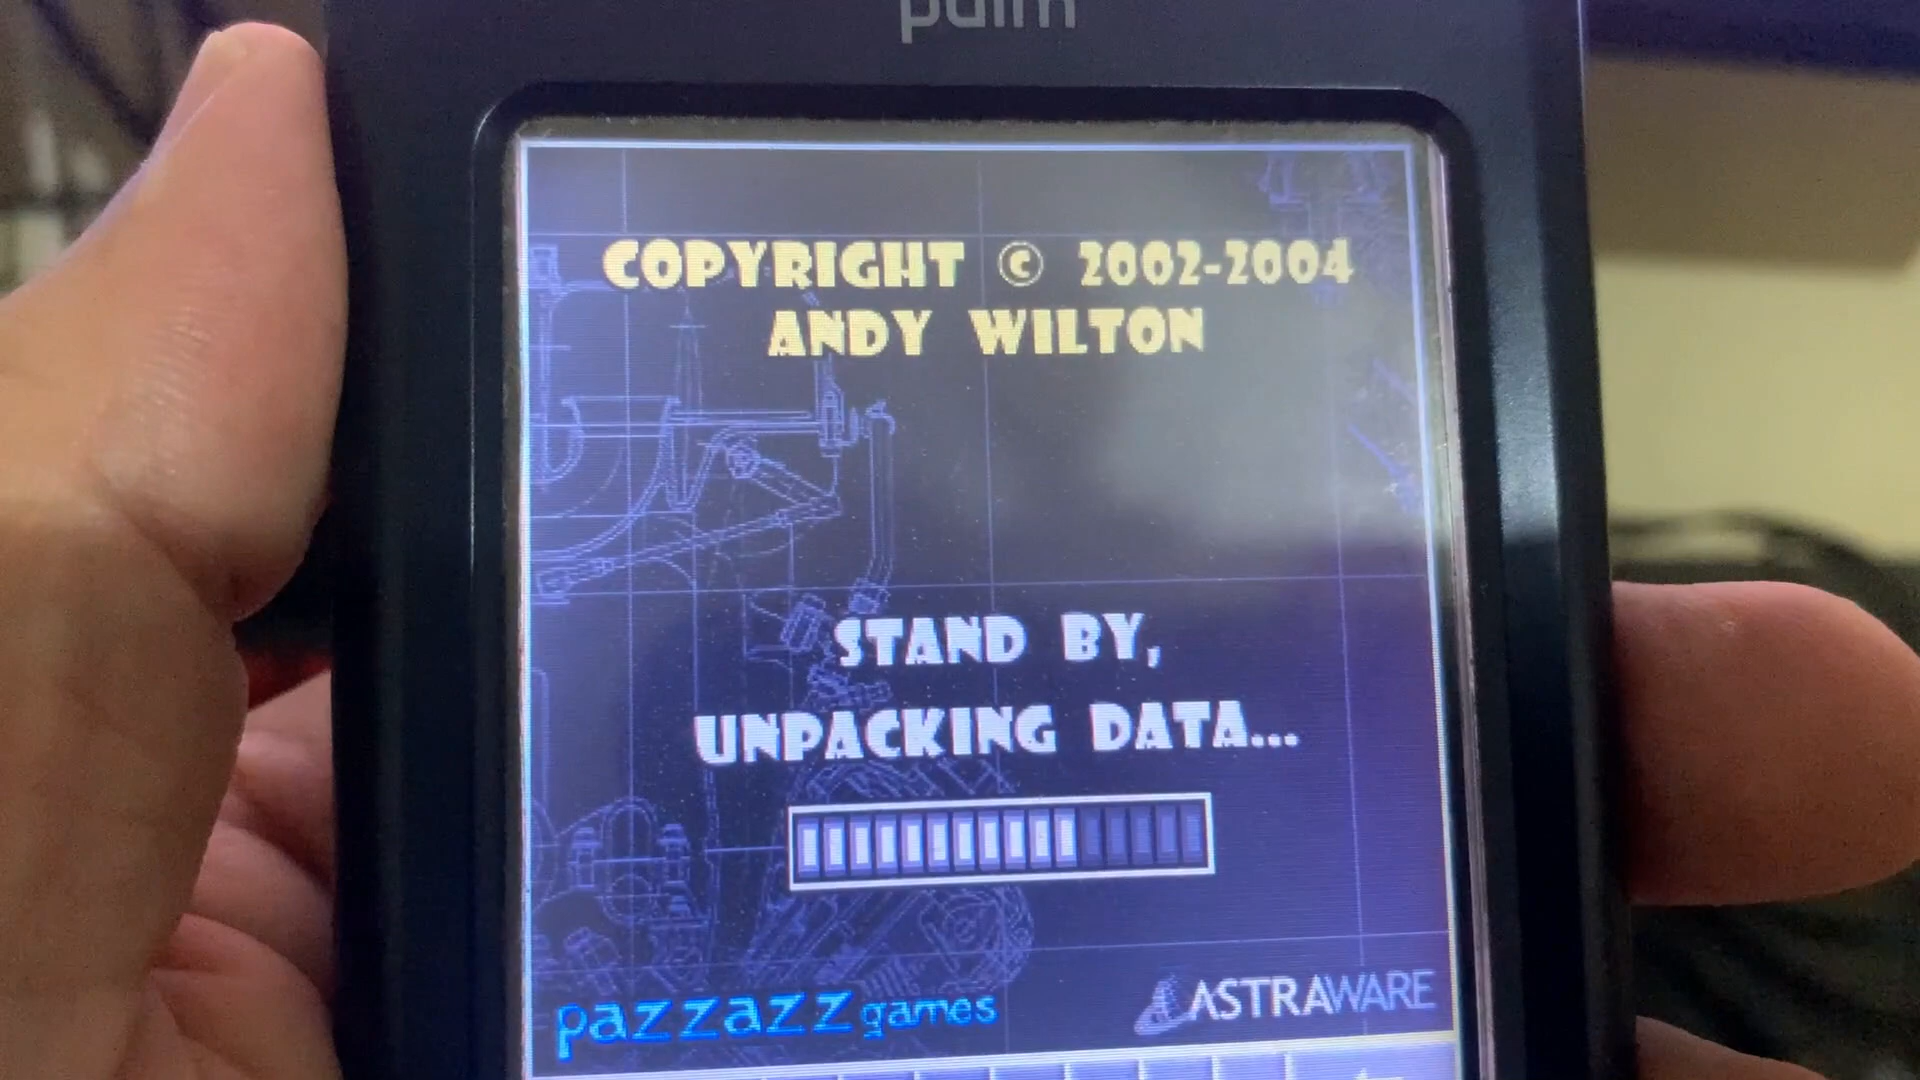 palm
COPYRIGHT © 2002-2004
ANDY WILTON
STAND BY,
UNPACKING DATA...
pazzazz games
ASTRAWARE